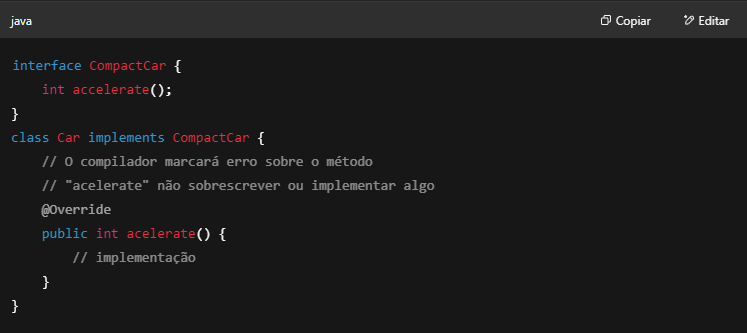 java Copiar Editar
interface CompactCar {
    int accelerate();
}
class Car implements CompactCar {
    // O compilador marcará erro sobre o método
    // "acelerate" não sobrescrever ou implementar algo
    @Override
    public int acelerate() {
        // implementação
    }
}